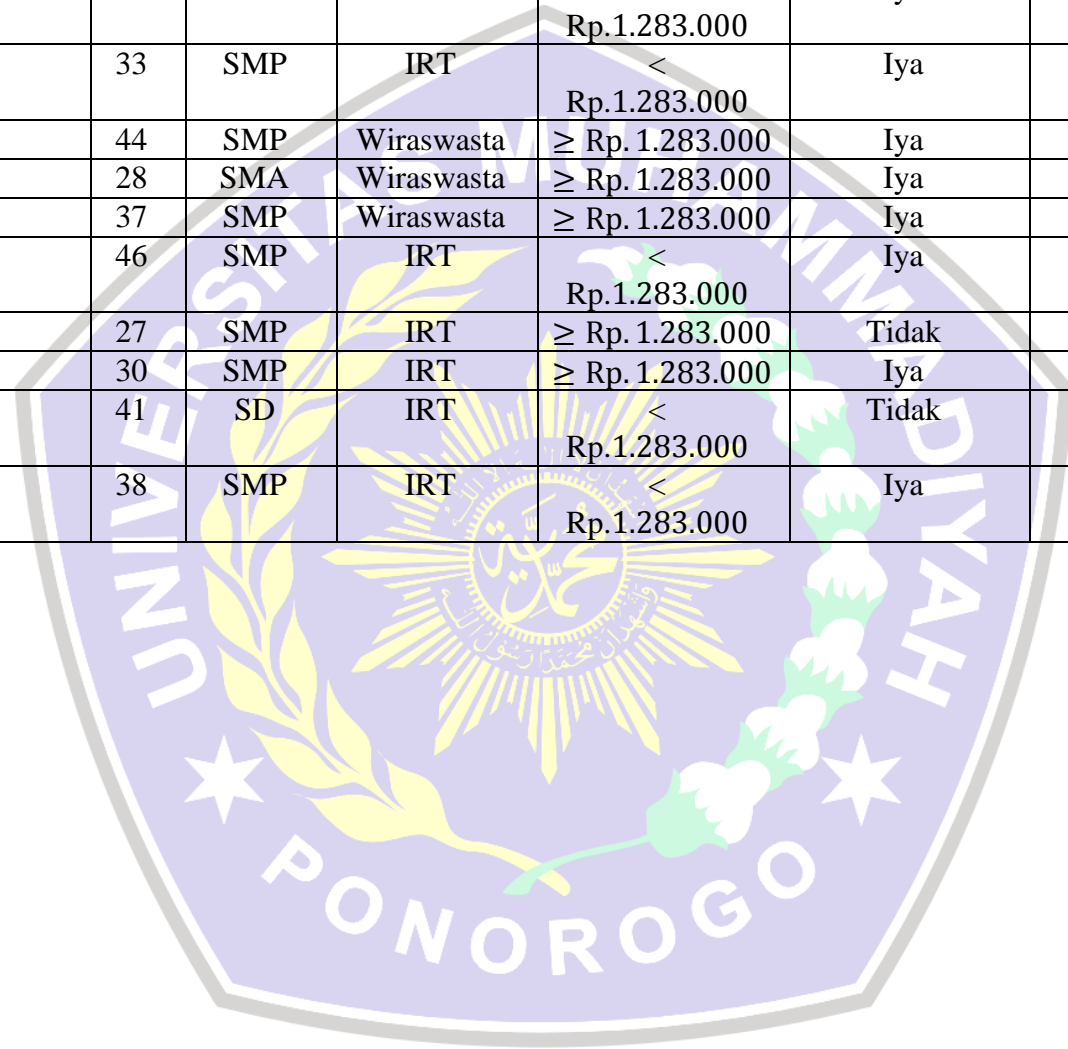 Rp.1.283.000
33 SMP IRT < Rp.1.283.000 Iya
44 SMP Wiraswasta ≥ Rp. 1.283.000 Iya
28 SMA Wiraswasta ≥ Rp. 1.283.000 Iya
37 SMP Wiraswasta ≥ Rp. 1.283.000 Iya
46 SMP IRT < Rp.1.283.000 Iya
27 SMP IRT ≥ Rp. 1.283.000 Tidak
30 SMP IRT ≥ Rp. 1.283.000 Iya
41 SD IRT < Rp.1.283.000 Tidak
38 SMP IRT < Rp.1.283.000 Iya
UNIVERSITAS MUHAMMADIYAH
PONOROGO